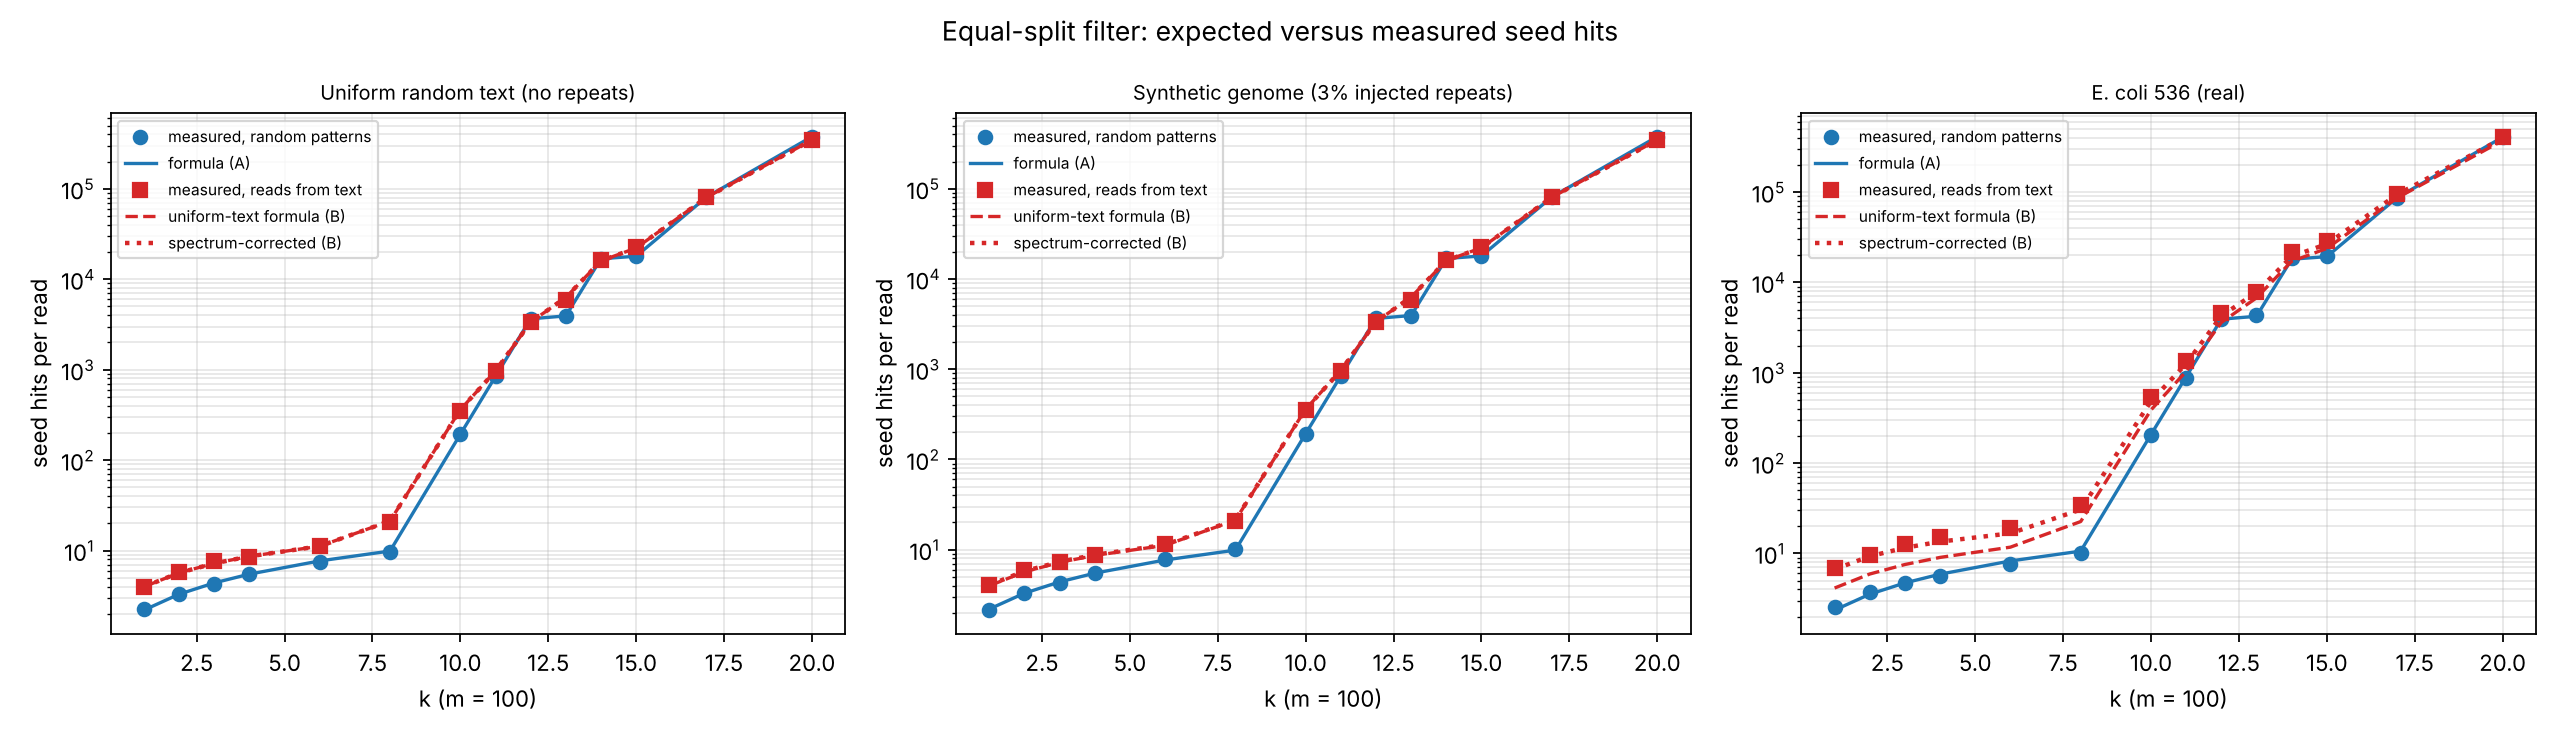 Equal-split filter: expected versus measured seed hits
Uniform random text (no repeats)
measured, random patterns
formula (A)
measured, reads from text
uniform-text formula (B)
spectrum-corrected (B)
seed hits per read
10^5
10^4
10^3
10^2
10^1
2.5 5.0 7.5 10.0 12.5 15.0 17.5 20.0
k (m = 100)
Synthetic genome (3% injected repeats)
measured, random patterns
formula (A)
measured, reads from text
uniform-text formula (B)
spectrum-corrected (B)
seed hits per read
10^5
10^4
10^3
10^2
10^1
2.5 5.0 7.5 10.0 12.5 15.0 17.5 20.0
k (m = 100)
E. coli 536 (real)
measured, random patterns
formula (A)
measured, reads from text
uniform-text formula (B)
spectrum-corrected (B)
seed hits per read
10^5
10^4
10^3
10^2
10^1
2.5 5.0 7.5 10.0 12.5 15.0 17.5 20.0
k (m = 100)